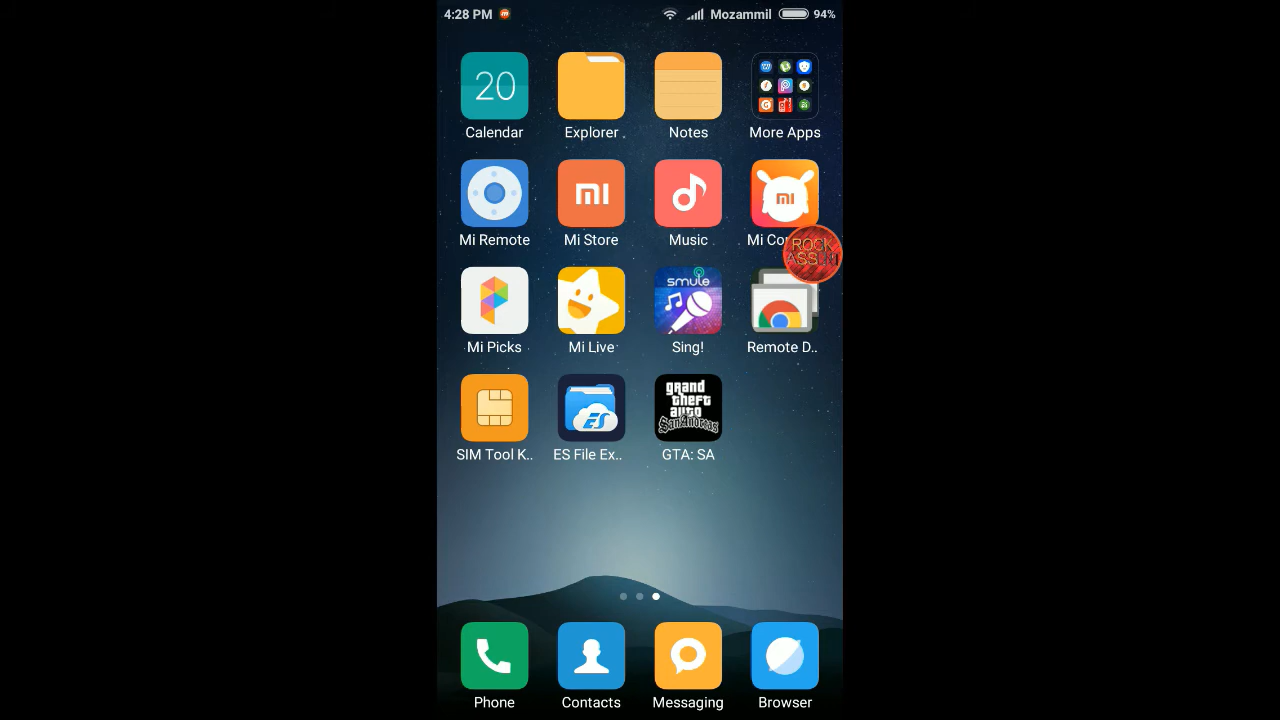 4:28 PM Mozammil 94%
20
Calendar Explorer Notes More Apps
mi
Mi Remote Mi Store Music Mi Co
ROCK
ASS
smule
Mi Picks Mi Live Sing! Remote D..
grand
theft
auto
SanAndreas
ES
SIM Tool K.. ES File Ex.. GTA: SA
Phone Contacts Messaging Browser